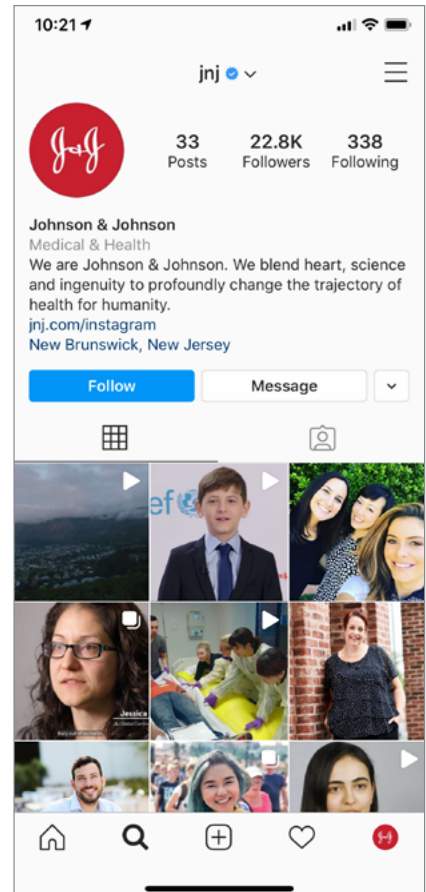 10:21
jnj
J&J
33 22.8K 338
Posts Followers Following
Johnson & Johnson
Medical & Health
We are Johnson & Johnson. We blend heart, science
and ingenuity to profoundly change the trajectory of
health for humanity.
jnj.com/instagram
New Brunswick, New Jersey
Follow Message
ef
Jessica
J&J